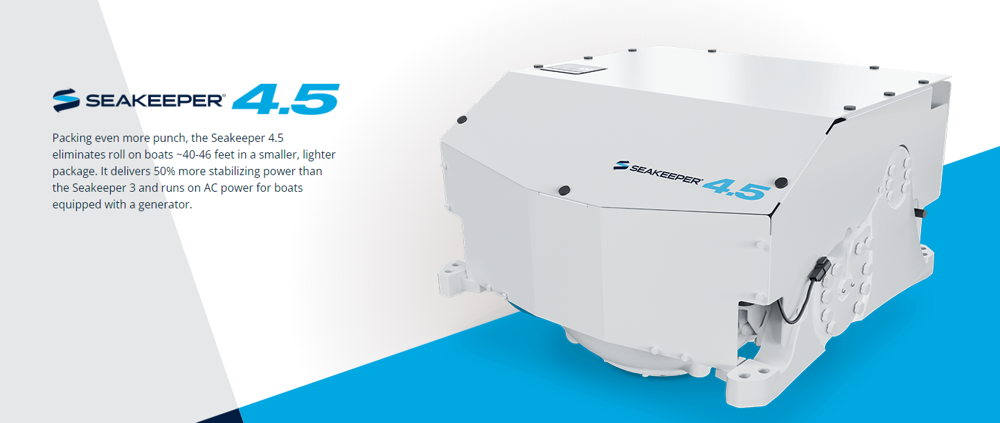 SEAKEEPER® 4.5
Packing even more punch, the Seakeeper 4.5
eliminates roll on boats ~40-46 feet in a smaller, lighter
package. It delivers 50% more stabilizing power than
the Seakeeper 3 and runs on AC power for boats
equipped with a generator.
SEAKEEPER® 4.5